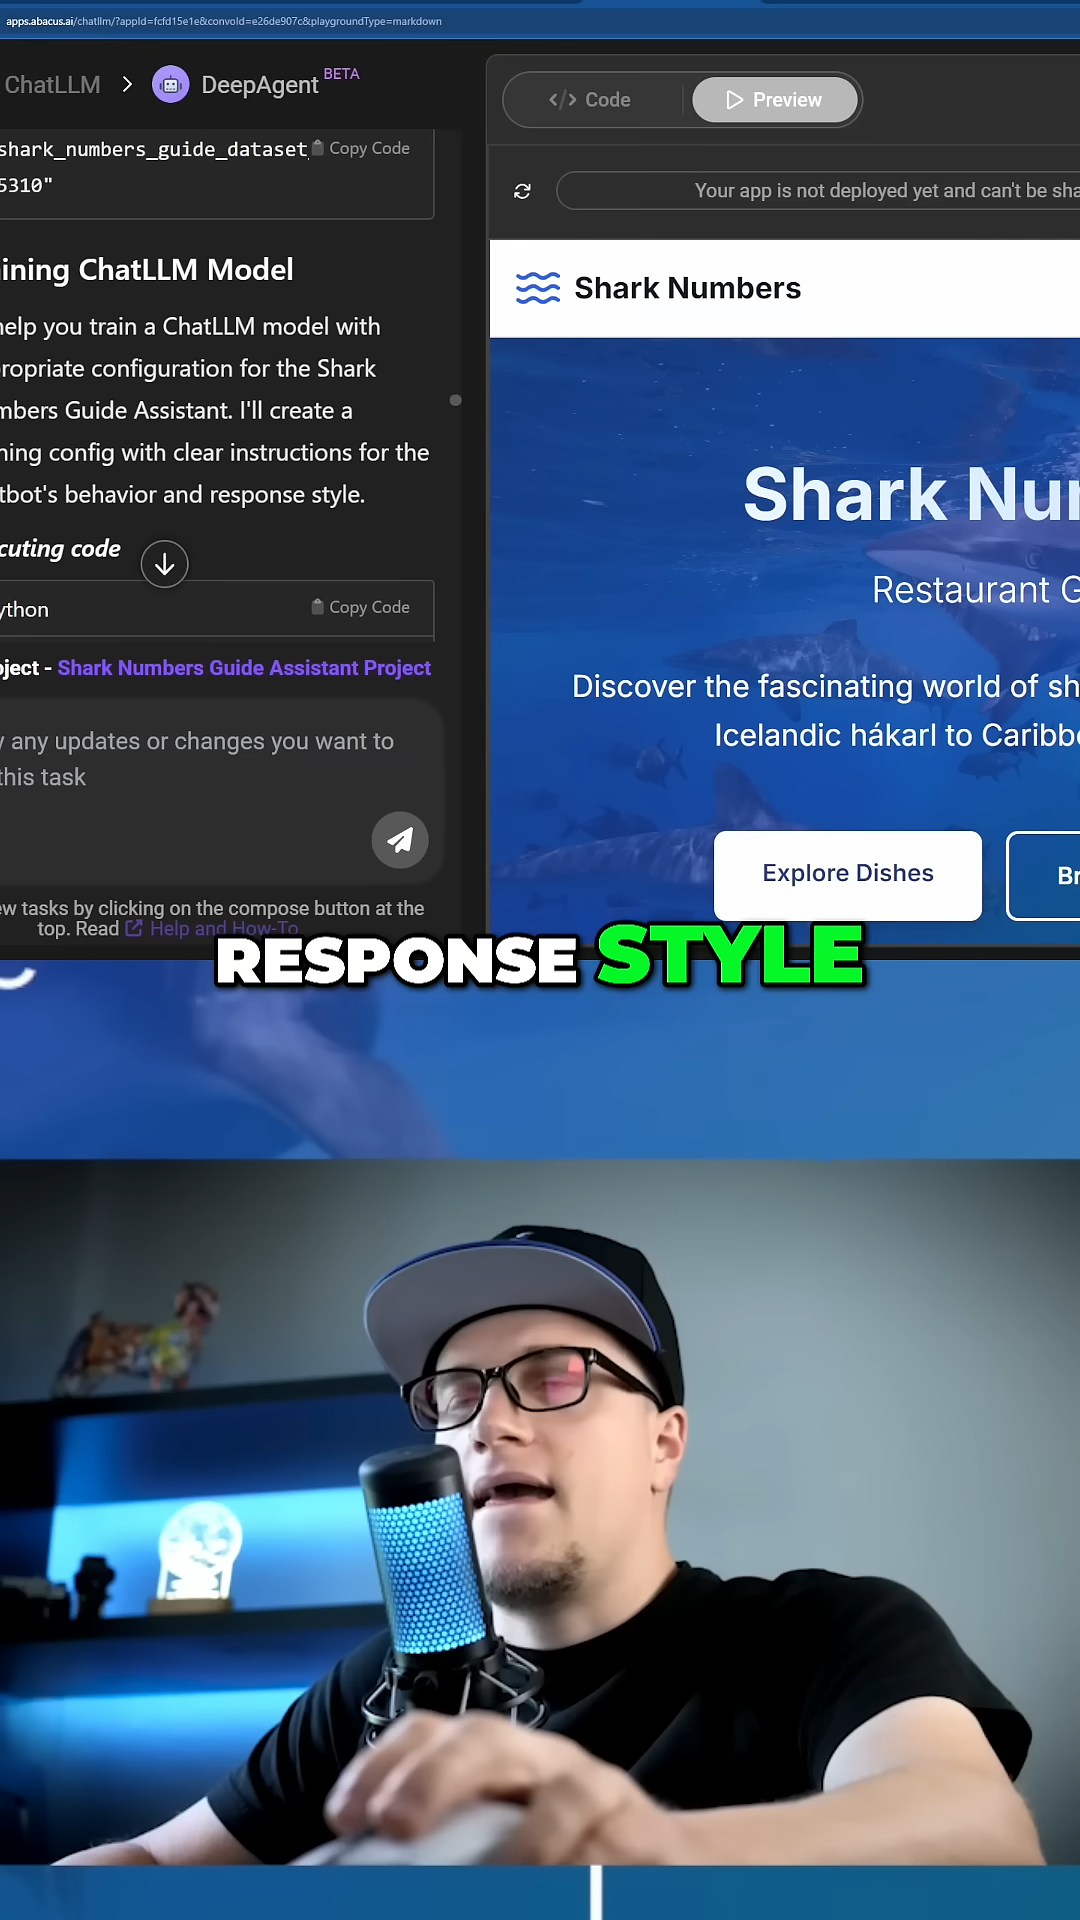 apps.abacus.ai/chatllm/?appId=fcfd15e1e&convoId=e26de907c&playgroundType=markdown
ChatLLM > DeepAgent BETA
shark_numbers_guide_dataset_ Copy Code
5310"
ining ChatLLM Model
help you train a ChatLLM model with
ropriate configuration for the Shark
mbers Guide Assistant. I'll create a
ning config with clear instructions for the
tbot's behavior and response style.
cuting code
ython Copy Code
oject - Shark Numbers Guide Assistant Project
y any updates or changes you want to
this task
ew tasks by clicking on the compose button at the
top. Read Help and How-To
</> Code Preview
Your app is not deployed yet and can't be sha
Shark Numbers
Shark Nu
Restaurant G
Discover the fascinating world of sh
Icelandic hákarl to Caribbe
Explore Dishes
Br
RESPONSE STYLE